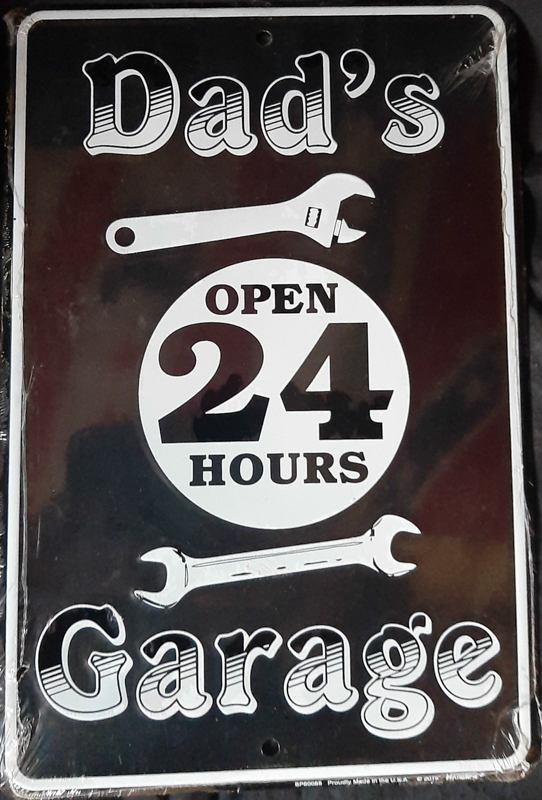 Dad's
OPEN
24
HOURS
Garage
Proudly Made in the U.S.A.